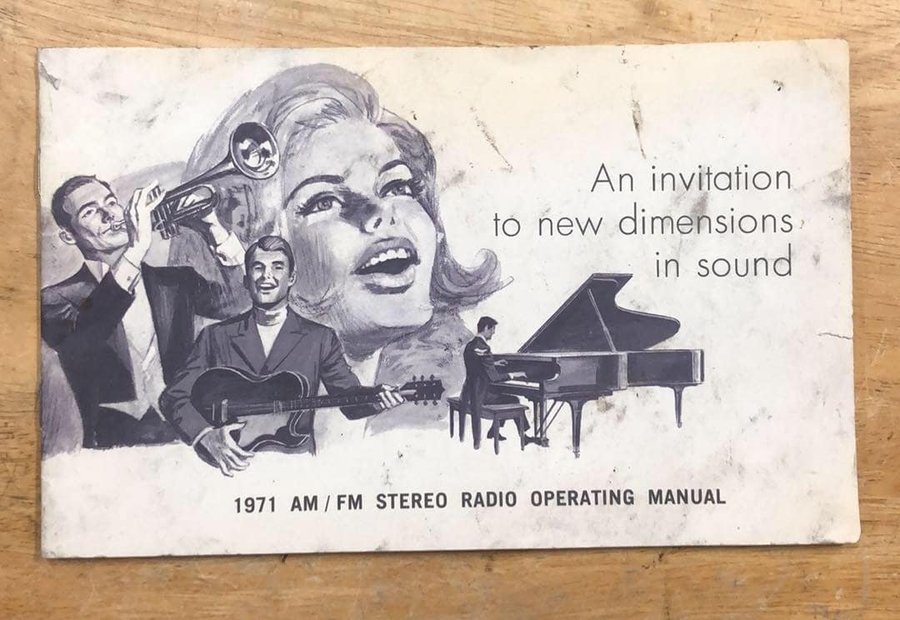 An invitation
to new dimensions
in sound
1971 AM/FM STEREO RADIO OPERATING MANUAL